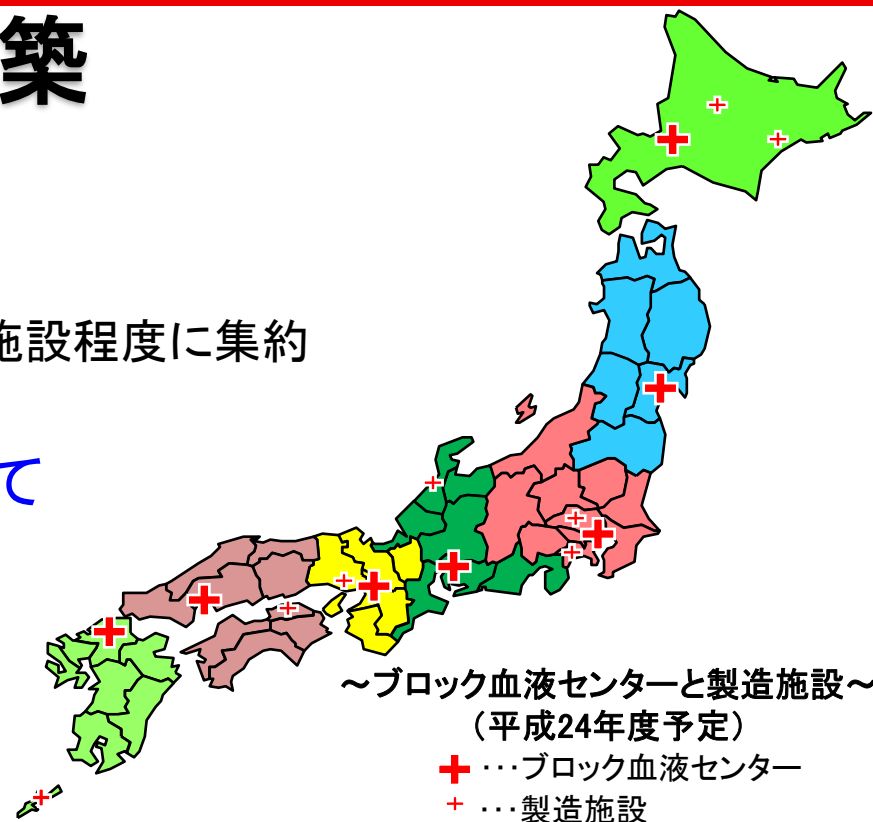 築
施設程度に集約
て
～ブロック血液センターと製造施設～
（平成24年度予定）
･･･ブロック血液センター
･･･製造施設